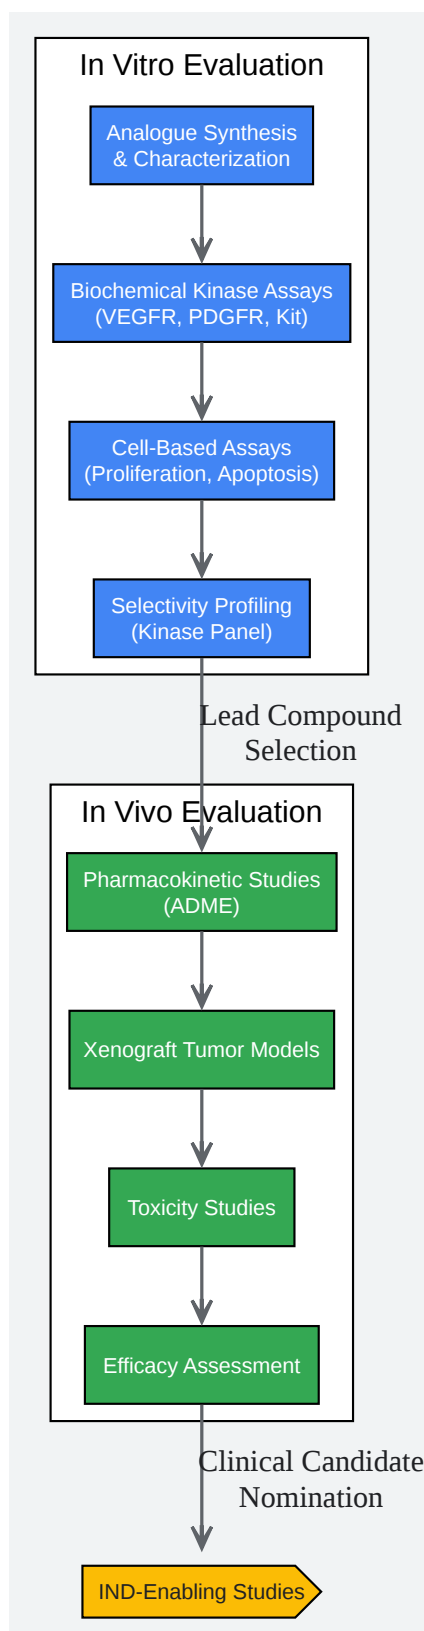 In Vitro Evaluation
Analogue Synthesis
& Characterization
Biochemical Kinase Assays
(VEGFR, PDGFR, Kit)
Cell-Based Assays
(Proliferation, Apoptosis)
Selectivity Profiling
(Kinase Panel)
Lead Compound
Selection
In Vivo Evaluation
Pharmacokinetic Studies
(ADME)
Xenograft Tumor Models
Toxicity Studies
Efficacy Assessment
Clinical Candidate
Nomination
IND-Enabling Studies